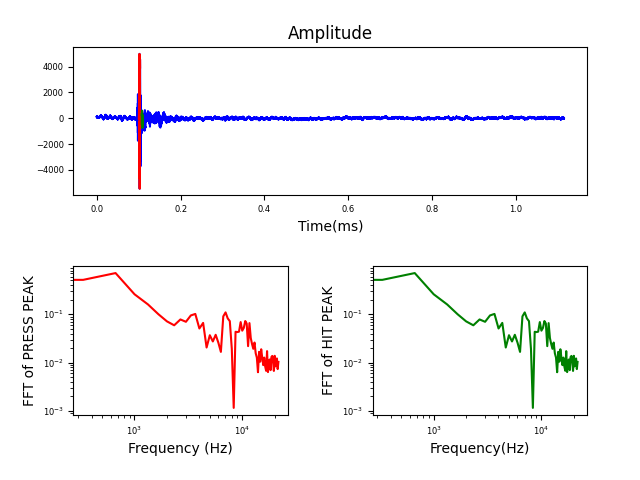 Amplitude
4000
2000
0
−2000
−4000
0.0 0.2 0.4 0.6 0.8 1.0
Time(ms)
FFT of PRESS PEAK
10⁻¹
10⁻²
10⁻³
10³ 10⁴
Frequency (Hz)
FFT of HIT PEAK
10⁻¹
10⁻²
10⁻³
10³ 10⁴
Frequency(Hz)